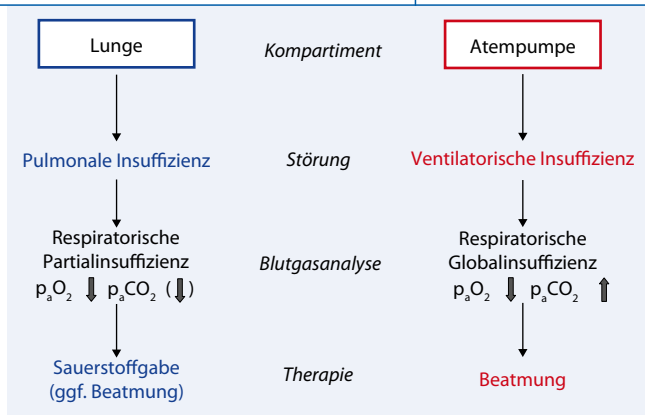 Lunge Kompartiment Atempumpe
Pulmonale Insuffizienz Störung Ventilatorische Insuffizienz
Respiratorische Respiratorische
Partialinsuffizienz Blutgasanalyse Globalinsuffizienz
pₐO₂ ⬇ pₐCO₂ (⬇) pₐO₂ ⬇ pₐCO₂ ⬆
Sauerstoffgabe Therapie Beatmung
(ggf. Beatmung)